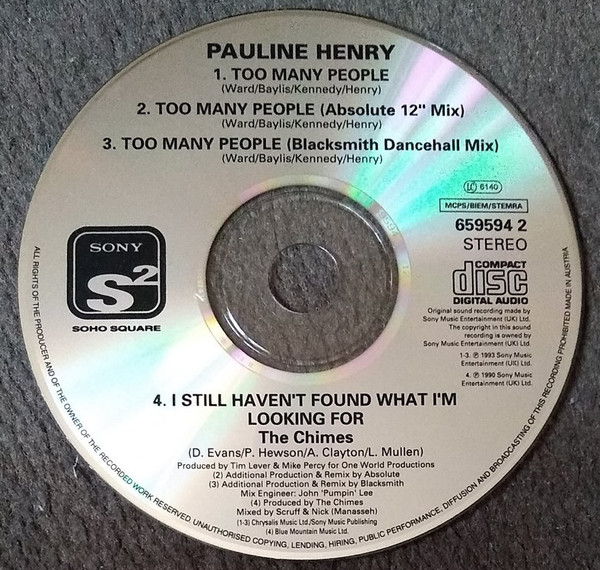 PAULINE HENRY
1. TOO MANY PEOPLE
(Ward/Baylis/Kennedy/Henry)
2. TOO MANY PEOPLE (Absolute 12" Mix)
(Ward/Baylis/Kennedy/Henry)
3. TOO MANY PEOPLE (Blacksmith Dancehall Mix)
(Ward/Baylis/Kennedy/Henry)
LC 6140
MCPS/BIEM/STEMRA
659594 2
STEREO
COMPACT
disc
DIGITAL AUDIO
SONY
S2
SOHO SQUARE
Original sound recording made by
Sony Music Entertainment (UK) Ltd.
The copyright in this sound
recording is owned by
Sony Music Entertainment (UK) Ltd.
1-3. ℗ 1993 Sony Music
Entertainment (UK) Ltd.
4. ℗ 1990 Sony Music
Entertainment (UK) Ltd.
4. I STILL HAVEN'T FOUND WHAT I'M
LOOKING FOR
The Chimes
(D. Evans/P. Hewson/A. Clayton/L. Mullen)
Produced by Tim Lever & Mike Percy for One World Productions
(2) Additional Production & Remix by Absolute
(3) Additional Production & Remix by Blacksmith
Mix Engineer: John 'Pumpin' Lee
(4) Produced by The Chimes
Mixed by Scruff & Nick (Manasseh)
(1-3) Chrysalis Music Ltd./Sony Music Publishing
(4) Blue Mountain Music Ltd.
ALL RIGHTS OF THE PRODUCER AND OF THE OWNER OF THE RECORDED WORK RESERVED. UNAUTHORISED COPYING, LENDING, HIRING, PUBLIC PERFORMANCE, DIFFUSION AND BROADCASTING OF THIS RECORDING PROHIBITED MADE IN AUSTRIA